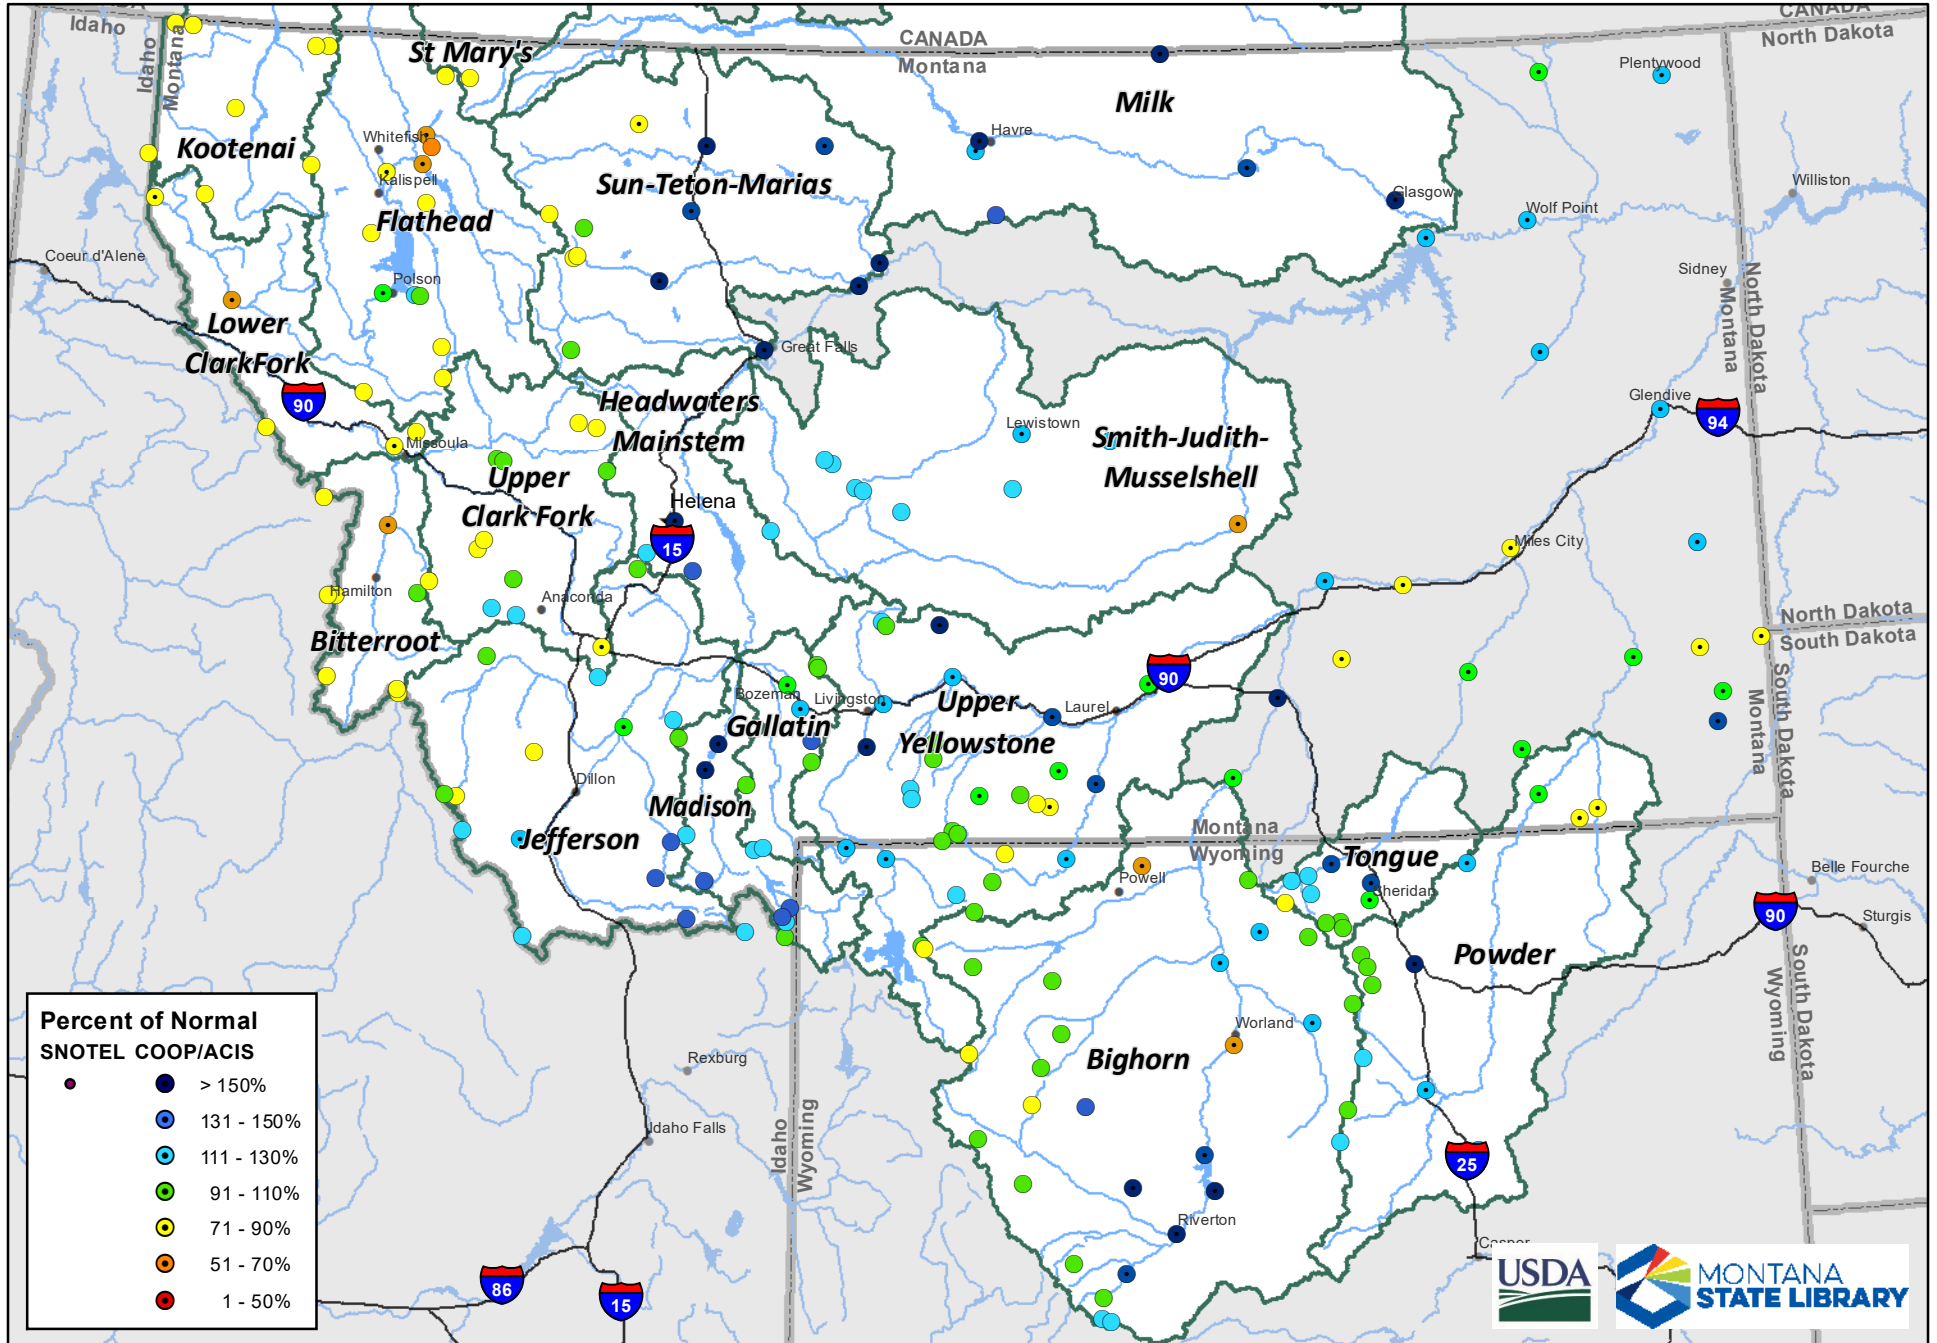 CANADA
Idaho
Idaho
Montana
St Mary's
CANADA
Montana
CANADA
North Dakota
Plentywood
Milk
Havre
Whitefish
Kootenai
Kalispell
Sun-Teton-Marias
Glasgow
Williston
Wolf Point
Flathead
Coeur d'Alene
Polson
Sidney
Montana
North Dakota
Lower
ClarkFork
Great Falls
90
Headwaters
Mainstem
Lewistown
Smith-Judith-
Musselshell
Glendive
94
Missoula
Upper
Clark Fork
Helena
15
Miles City
Hamilton
Anaconda
Bitterroot
North Dakota
South Dakota
Bozeman
Livingston
Gallatin
Upper
Yellowstone
Laurel
90
Montana
South Dakota
Dillon
Madison
Jefferson
Montana
Wyoming
Tongue
Powell
Sheridan
Belle Fourche
90
Sturgis
Powder
Wyoming
South Dakota
Worland
Bighorn
Percent of Normal
SNOTEL COOP/ACIS
> 150%
131 - 150%
111 - 130%
91 - 110%
71 - 90%
51 - 70%
1 - 50%
Rexburg
Idaho Falls
Idaho
Wyoming
25
Riverton
Casper
86
15
USDA
MONTANA
STATE LIBRARY